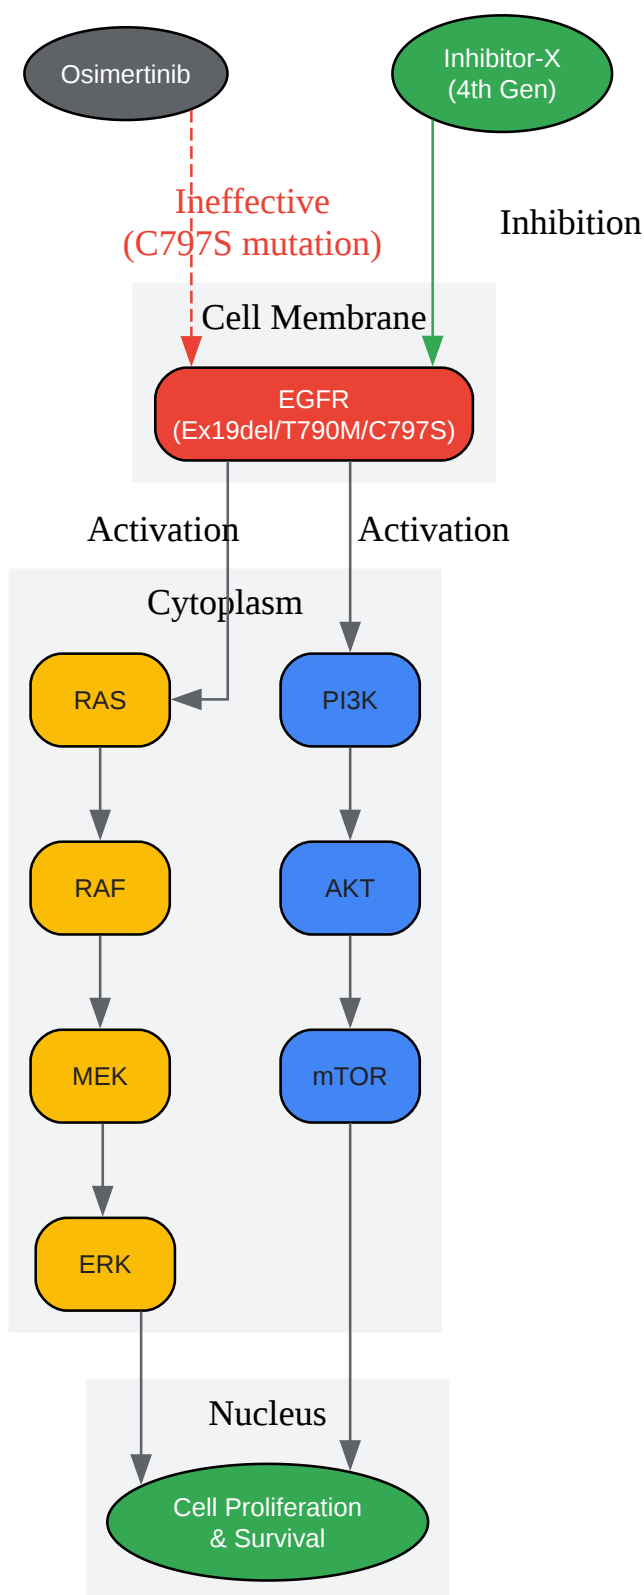 Osimertinib
Inhibitor-X
(4th Gen)
Ineffective
(C797S mutation)
Inhibition
Cell Membrane
EGFR
(Ex19del/T790M/C797S)
Activation
Activation
Cytoplasm
RAS
PI3K
RAF
AKT
MEK
mTOR
ERK
Nucleus
Cell Proliferation
& Survival